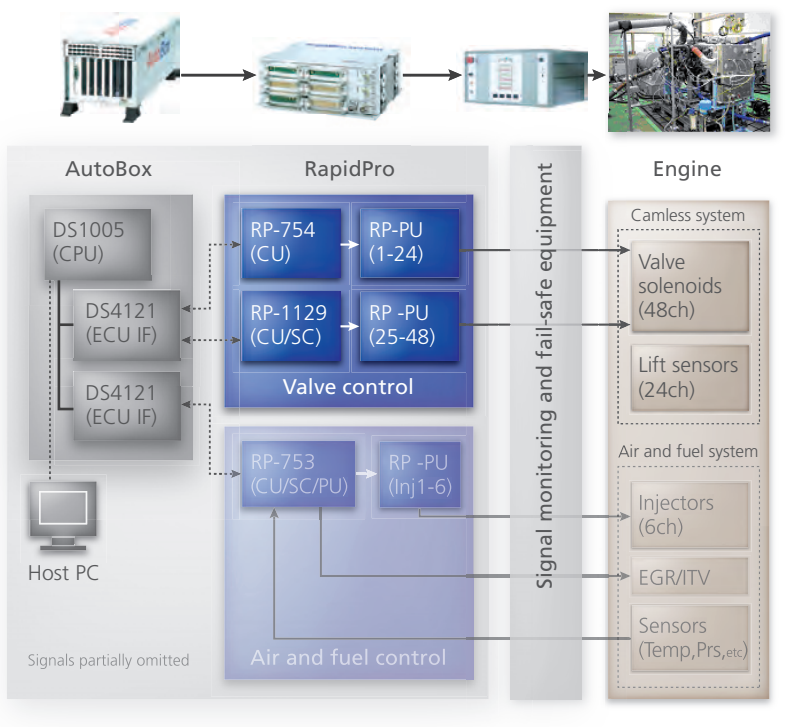 AutoBox
RapidPro
Engine
DS1005
(CPU)
DS4121
(ECU IF)
DS4121
(ECU IF)
Host PC
Signals partially omitted
RP-754
(CU)
RP-PU
(1-24)
RP-1129
(CU/SC)
RP -PU
(25-48)
Valve control
RP-753
(CU/SC/PU)
RP -PU
(Inj1-6)
Air and fuel control
Signal monitoring and fail-safe equipment
Camless system
Valve
solenoids
(48ch)
Lift sensors
(24ch)
Air and fuel system
Injectors
(6ch)
EGR/ITV
Sensors
(Temp,Prs,etc)